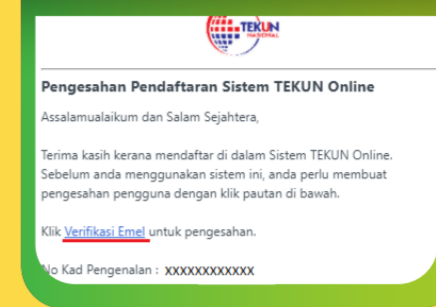 TEKUN
NASIONAL
Pengesahan Pendaftaran Sistem TEKUN Online
Assalamualaikum dan Salam Sejahtera,
Terima kasih kerana mendaftar di dalam Sistem TEKUN Online.
Sebelum anda menggunakan sistem ini, anda perlu membuat
pengesahan pengguna dengan klik pautan di bawah.
Klik Verifikasi Emel untuk pengesahan.
No Kad Pengenalan : XXXXXXXXXXXX